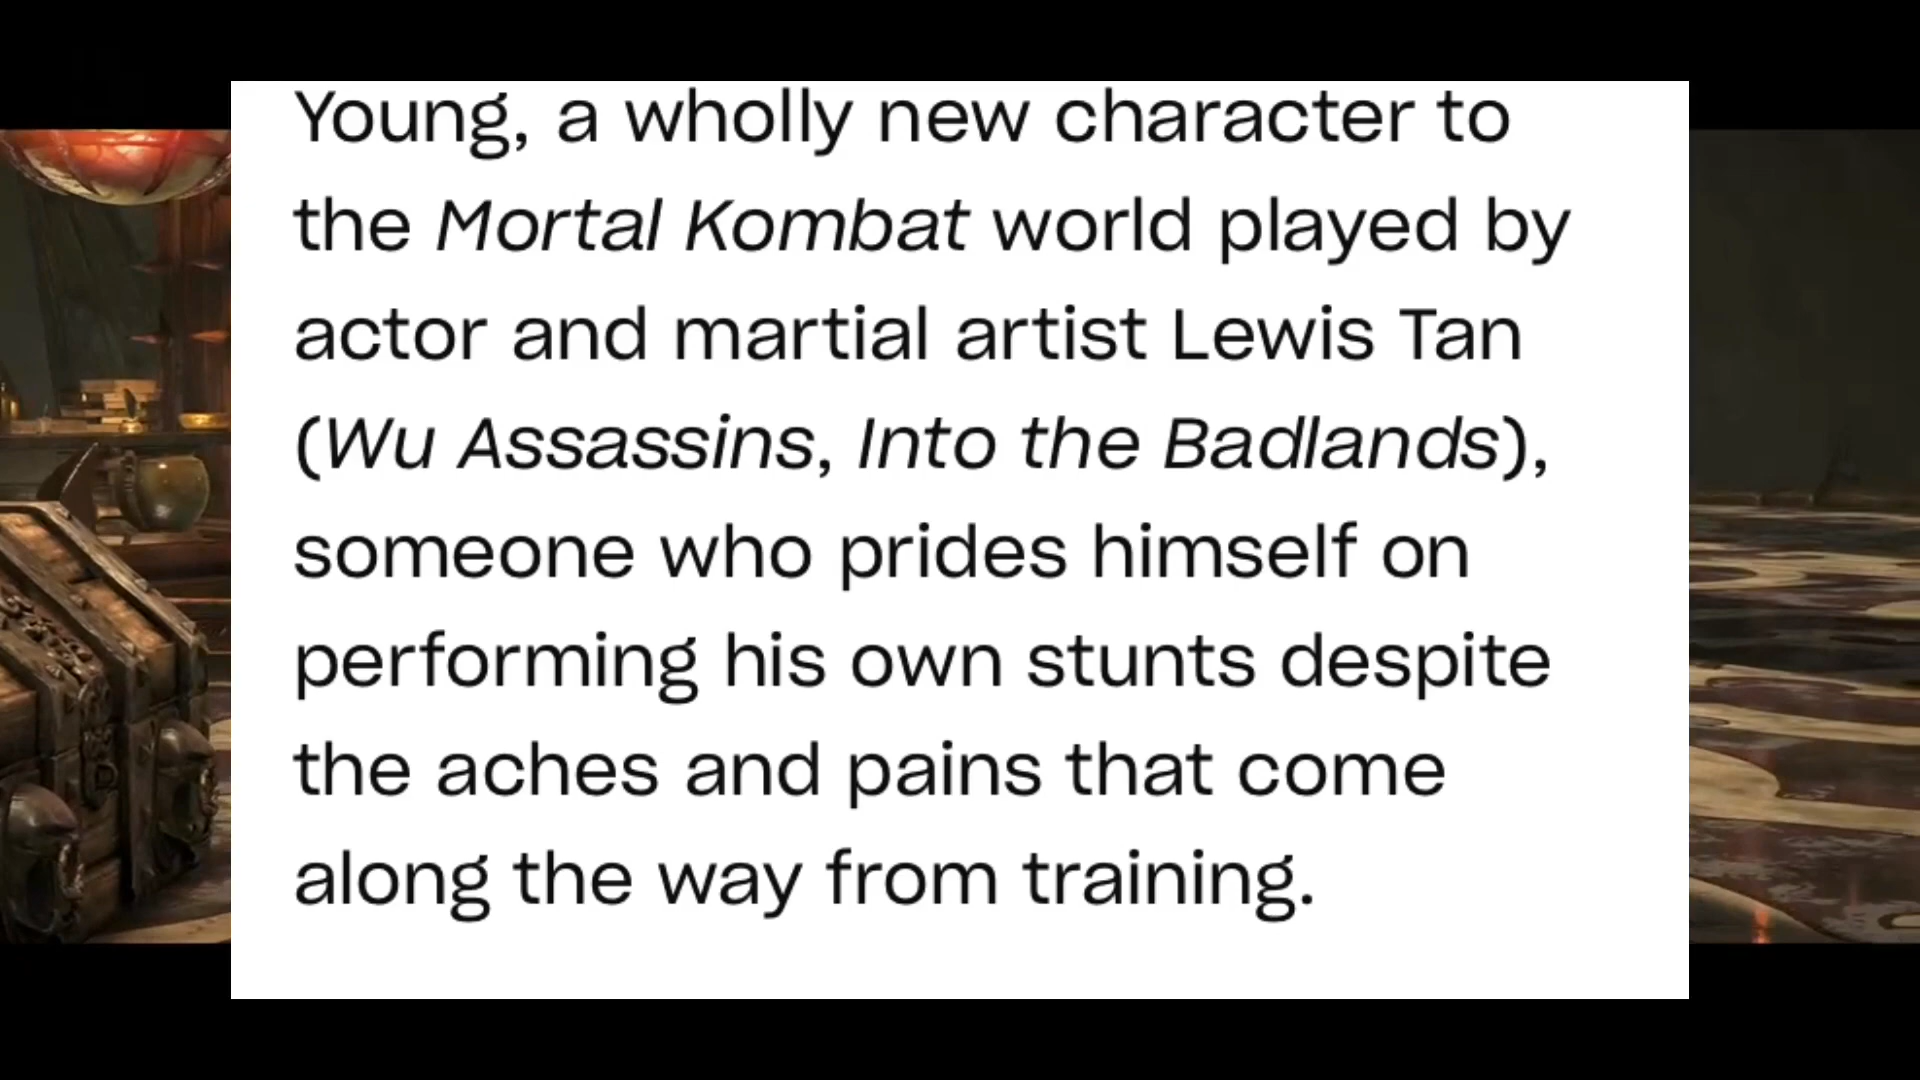 Young, a wholly new character to
the Mortal Kombat world played by
actor and martial artist Lewis Tan
(Wu Assassins, Into the Badlands),
someone who prides himself on
performing his own stunts despite
the aches and pains that come
along the way from training.